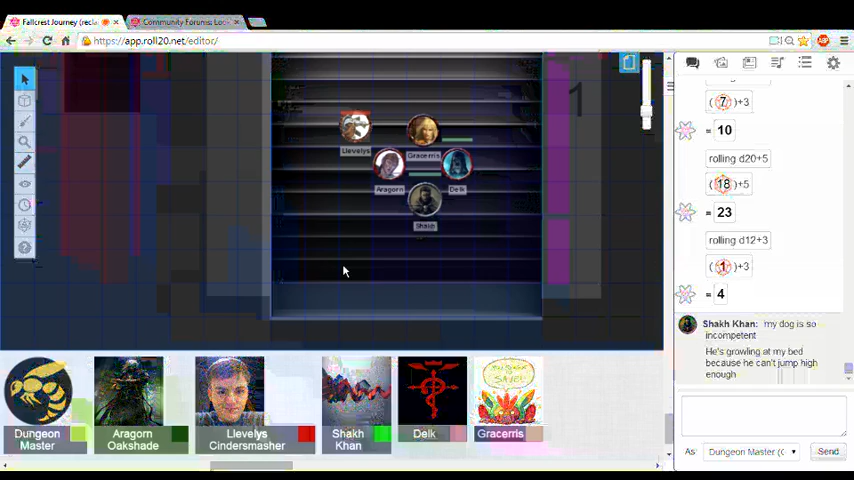 Fallcrest Journey (recla
Community Forums: Lo
https://app.roll20.net/editor/
ABP
1
Llevelys
Gracerris
Aragorn
Delk
Shakh
(7)+3
= 10
rolling d20+5
(18)+5
= 23
rolling d12+3
(1)+3
= 4
Shakh Khan: my dog is so
incompetent
He's growling at my bed
because he can't jump high
enough
Dungeon
Master
Aragorn
Oakshade
Llevelys
Cindersmasher
Shakh
Khan
Delk
Gracerris
As:
Dungeon Master (
Send